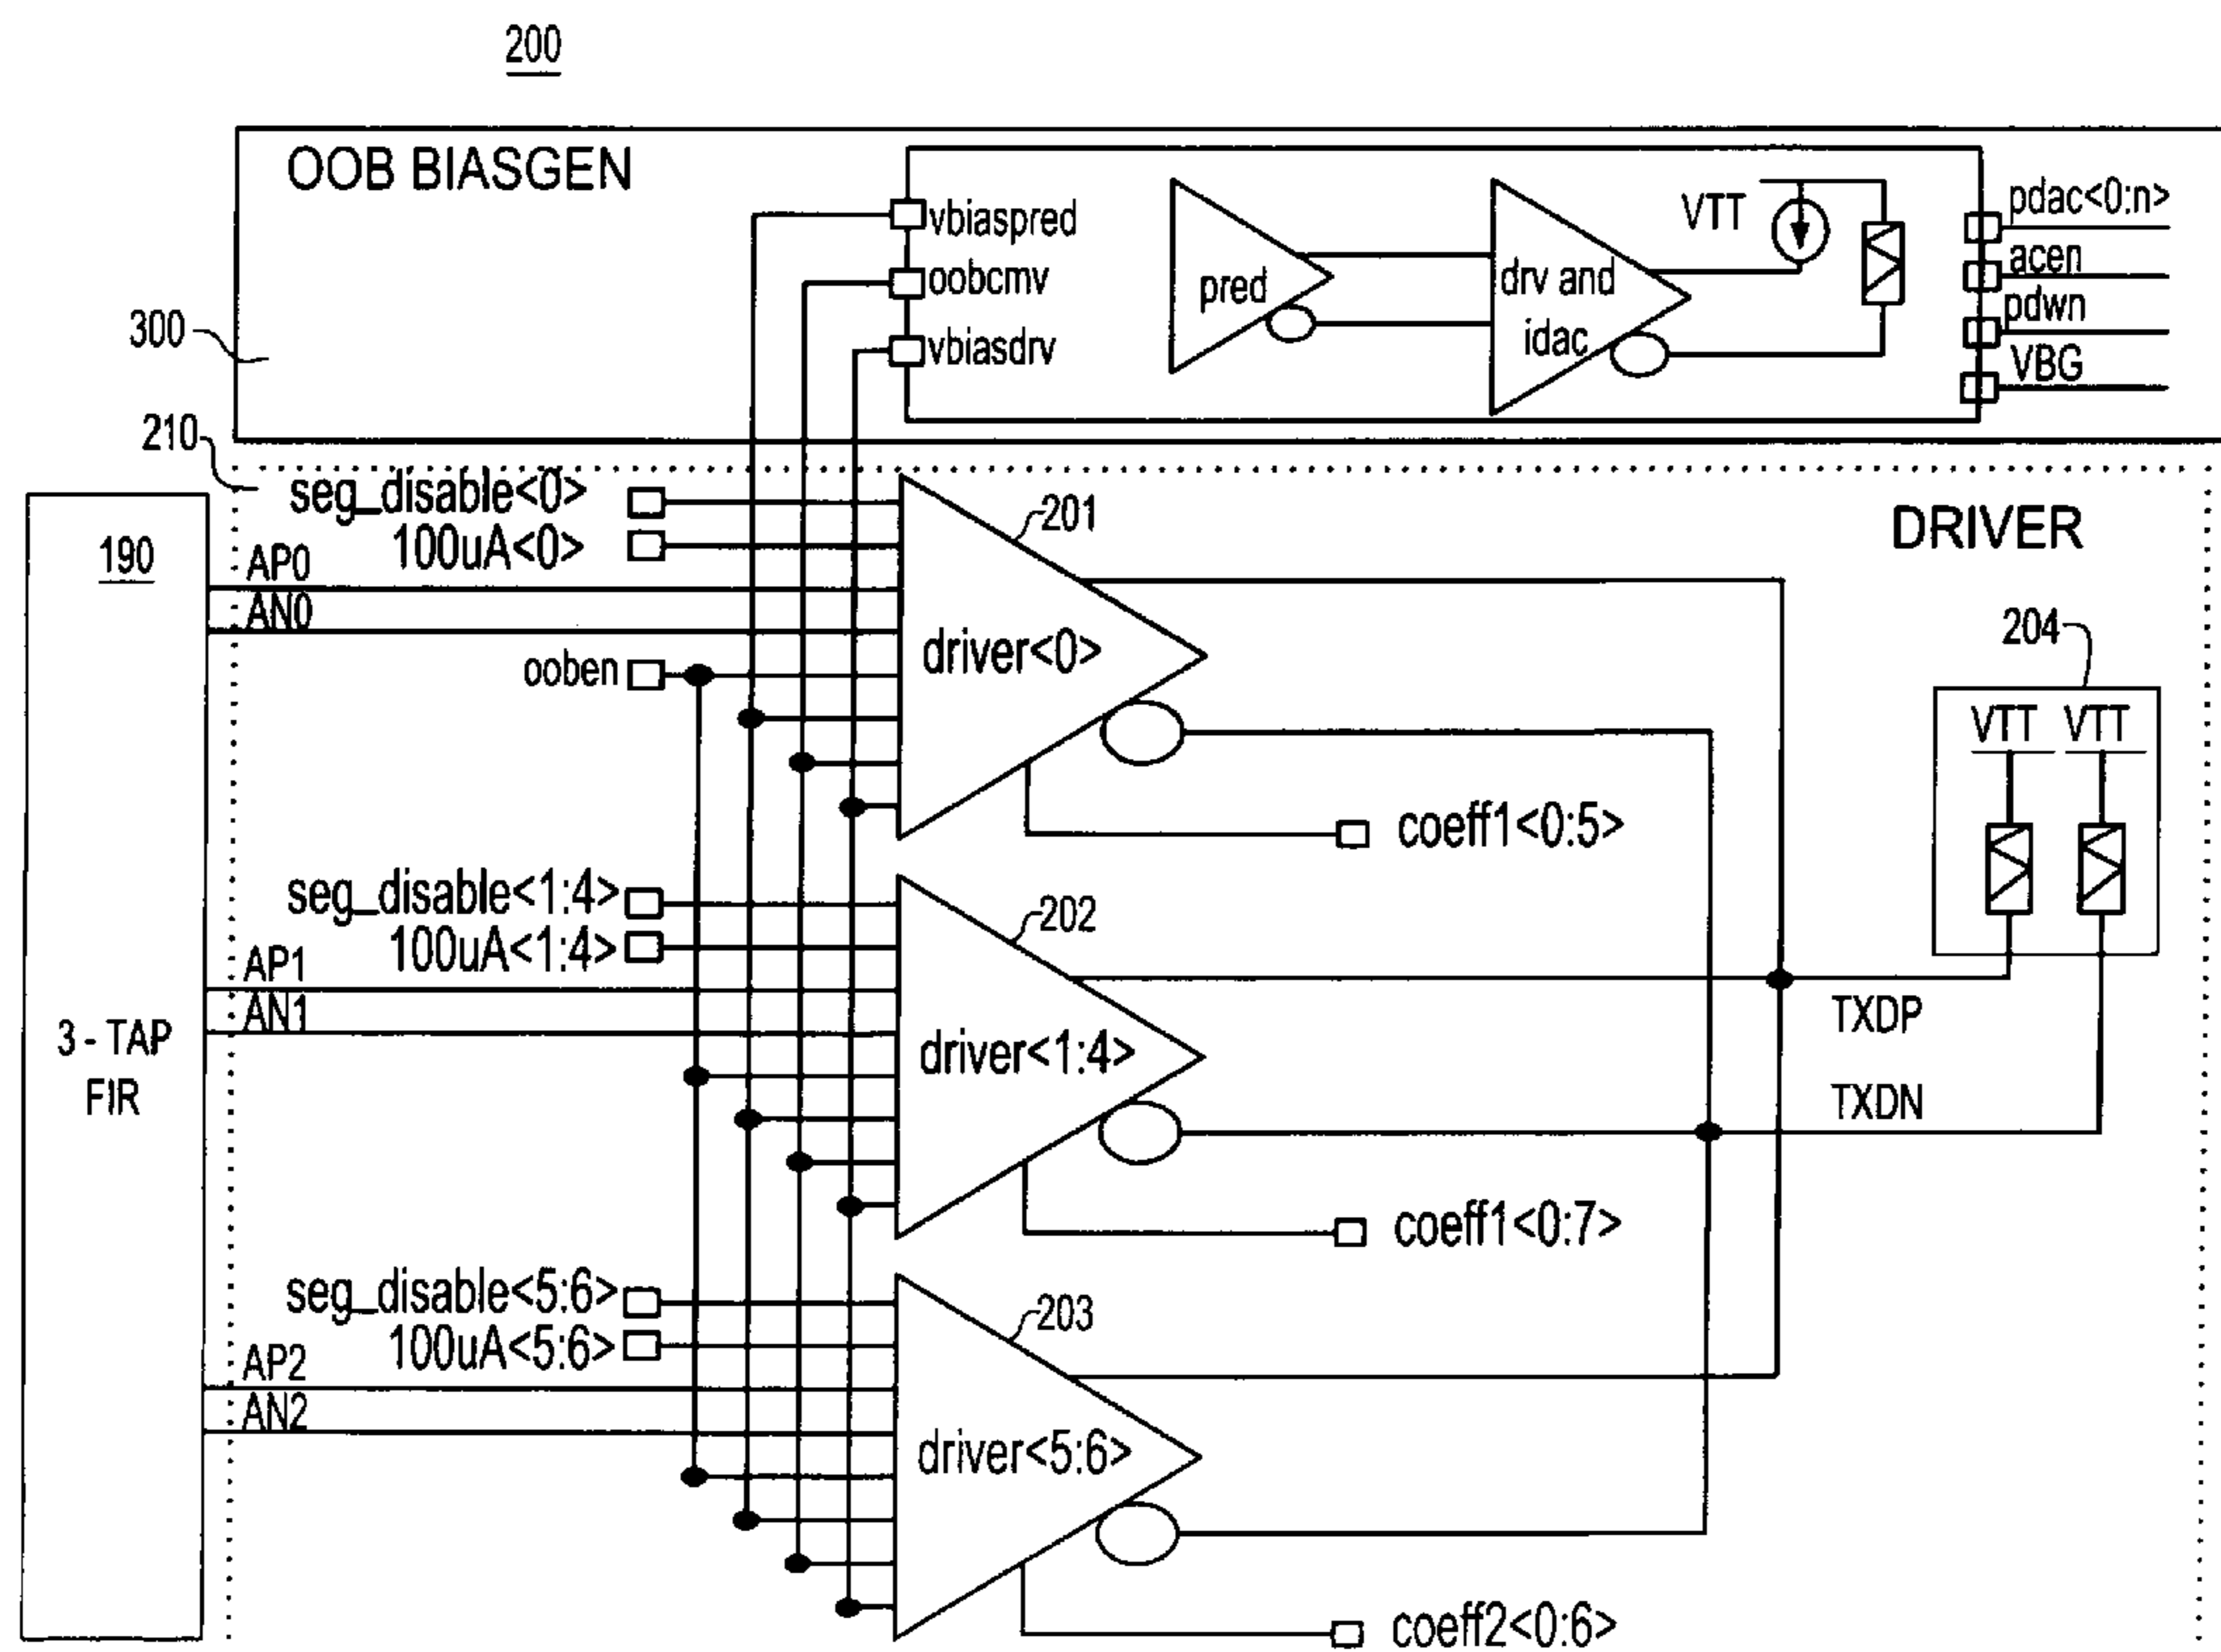 200
OOB BIASGEN
vbiaspred
oobcmv
vbiasdrv
pred
drv and
idac
VTT
pdac<0:n>
acen
pdwn
VBG
300
210
190
3 - TAP
FIR
DRIVER
seg_disable<0>
100uA<0>
AP0
AN0
ooben
201
driver<0>
coeff1<0:5>
204
VTT VTT
seg_disable<1:4>
100uA<1:4>
AP1
AN1
202
driver<1:4>
TXDP
TXDN
coeff1<0:7>
seg_disable<5:6>
100uA<5:6>
AP2
AN2
203
driver<5:6>
coeff2<0:6>